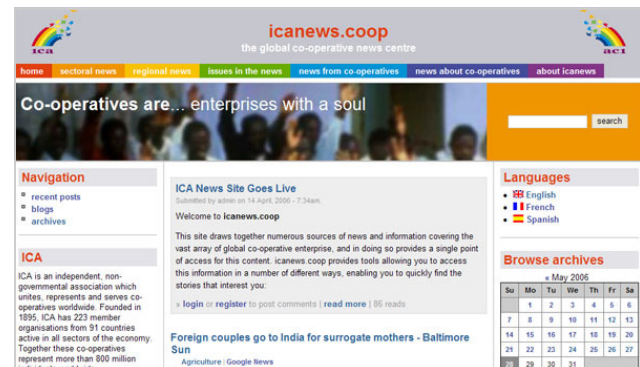 icanews.coop
the global co-operative news centre
ica
aci
home sectoral news regional news issues in the news news from co-operatives news about co-operatives about icanews
Co-operatives are... enterprises with a soul
search
Navigation
recent posts
blogs
archives
ICA
ICA is an independent, non-
governmental association which
unites, represents and serves co-
operatives worldwide. Founded in
1895, ICA has 223 member
organisations from 91 countries
active in all sectors of the economy.
Together these co-operatives
represent more than 800 million
ICA News Site Goes Live
Submitted by admin on 14 April, 2006 - 7:34am.
Welcome to icanews.coop
This site draws together numerous sources of news and information covering the
vast array of global co-operative enterprise, and in doing so provides a single point
of access for this content. icanews.coop provides tools allowing you to access
this information in a number of different ways, enabling you to quickly find the
stories that interest you:
» login or register to post comments | read more | 86 reads
Foreign couples go to India for surrogate mothers - Baltimore
Sun
Agriculture | Google News
Languages
English
French
Spanish
Browse archives
« May 2006
Su Mo Tu We Th Fr Sa
1 2 3 4 5 6
7 8 9 10 11 12 13
14 15 16 17 18 19 20
21 22 23 24 25 26 27
28 29 30 31